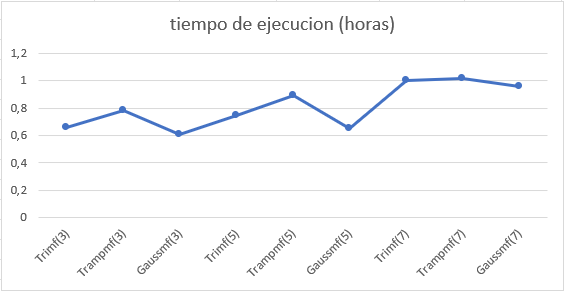 tiempo de ejecucion (horas)
1,2
1
0,8
0,6
0,4
0,2
0
Trimf(3)
Trampmf(3)
Gaussmf(3)
Trimf(5)
Trampmf(5)
Gaussmf(5)
Trimf(7)
Trampmf(7)
Gaussmf(7)